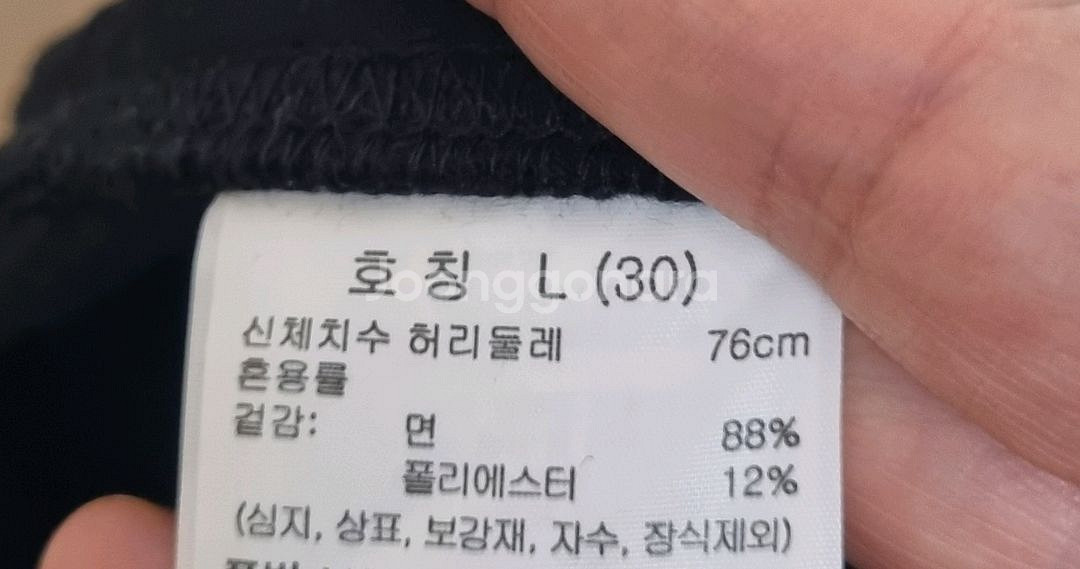 호칭 L (30)
Joonggonara
신체치수 허리둘레 76cm
혼용률
겉감: 면 88%
폴리에스터 12%
(심지, 상표, 보강재, 자수, 장식제외)